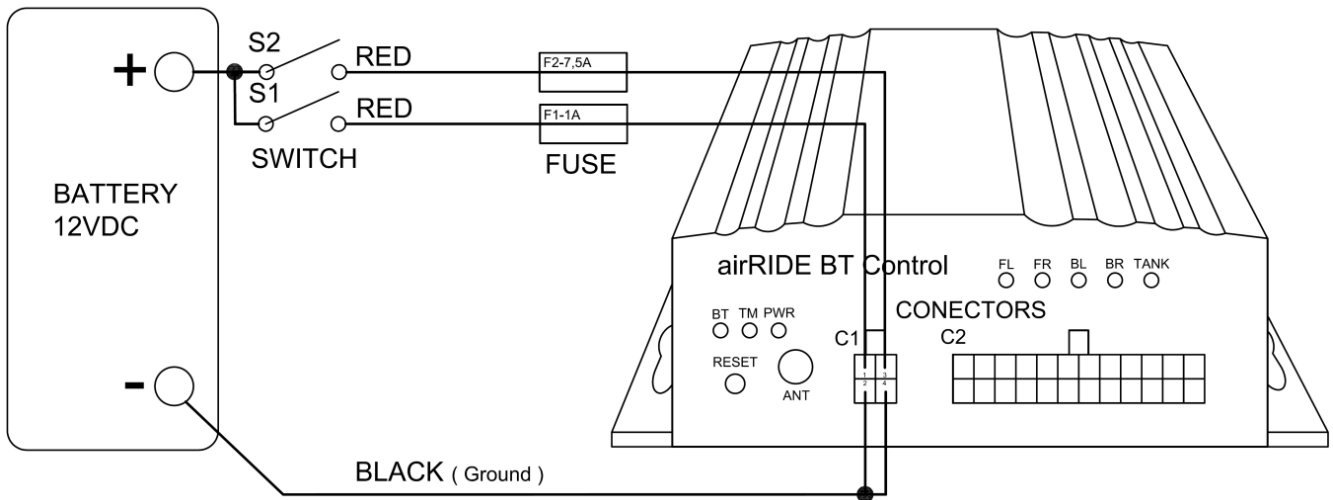 +
BATTERY
12VDC
-
S2
RED
F2-7,5A
S1
RED
F1-1A
SWITCH
FUSE
airRIDE BT Control
FL FR BL BR TANK
CONECTORS
BT TM PWR
C1
C2
RESET
ANT
1 3
2 4
BLACK ( Ground )